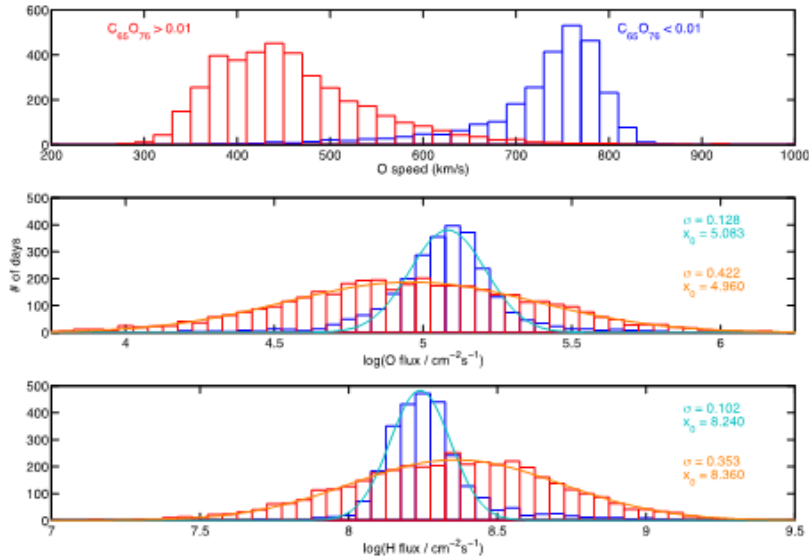 600
400
200
0
C₆₅O₇₆ > 0.01
C₆₅O₇₆ < 0.01
200 300 400 500 600 700 800 900 1000
O speed (km/s)
500
400
300
200
100
0
# of days
σ = 0.128
x₀ = 5.083
σ = 0.422
x₀ = 4.960
4 4.5 5 5.5 6
log(O flux / cm⁻²s⁻¹)
500
400
300
200
100
0
σ = 0.102
x₀ = 8.240
σ = 0.353
x₀ = 8.360
7 7.5 8 8.5 9 9.5
log(H flux / cm⁻²s⁻¹)